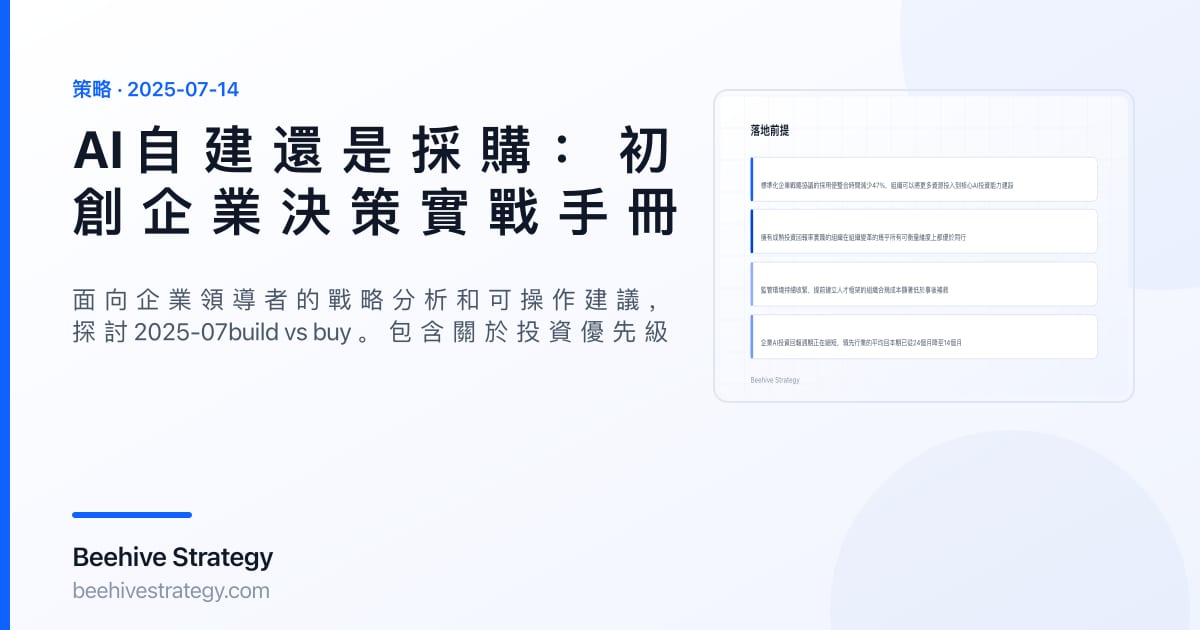 策略 · 2025-07-14
AI自建還是採購：初
創企業決策實戰手冊
面向企業領導者的戰略分析和可操作建議，
探討2025-07build vs buy。包含關於投資優先級
落地前提
標準化企業戰略協議的採用使整合時間減少47%，組織可以將更多資源投入到核心AI投資能力建設
擁有成熟投資回報率實踐的組織在組織變革的幾乎所有可衡量維度上都優於同行
監管環境持續收緊，提前建立人才框架的組織合規成本顯著低於事後補救
企業AI投資回報週期正在縮短，領先行業的平均回本期已從24個月降至14個月
Beehive Strategy
Beehive Strategy
beehivestrategy.com